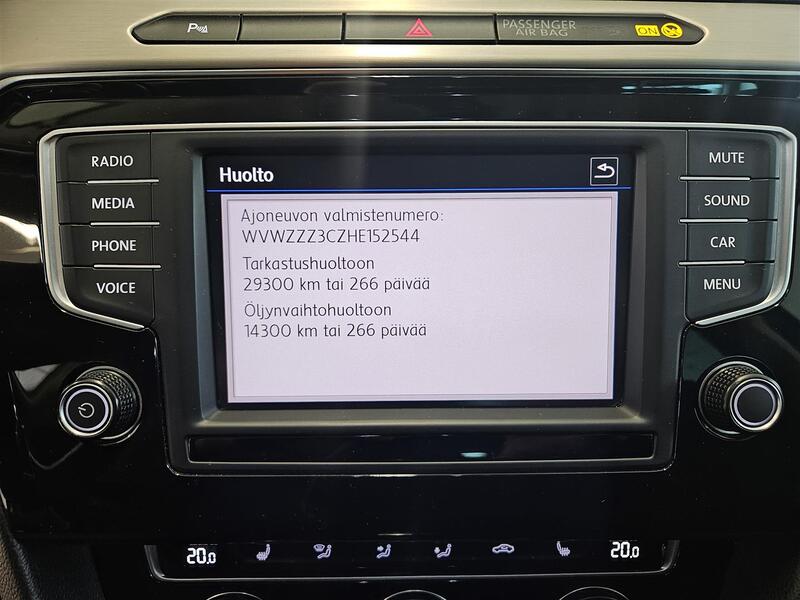 PASSENGER
AIR BAG
ON
P
RADIO
MEDIA
PHONE
VOICE
Huolto
Ajoneuvon valmistenumero:
WVWZZZ3CZHE152544
Tarkastushuoltoon
29300 km tai 266 päivää
Öljynvaihtohuoltoon
14300 km tai 266 päivää
MUTE
SOUND
CAR
MENU
20.0
20.0